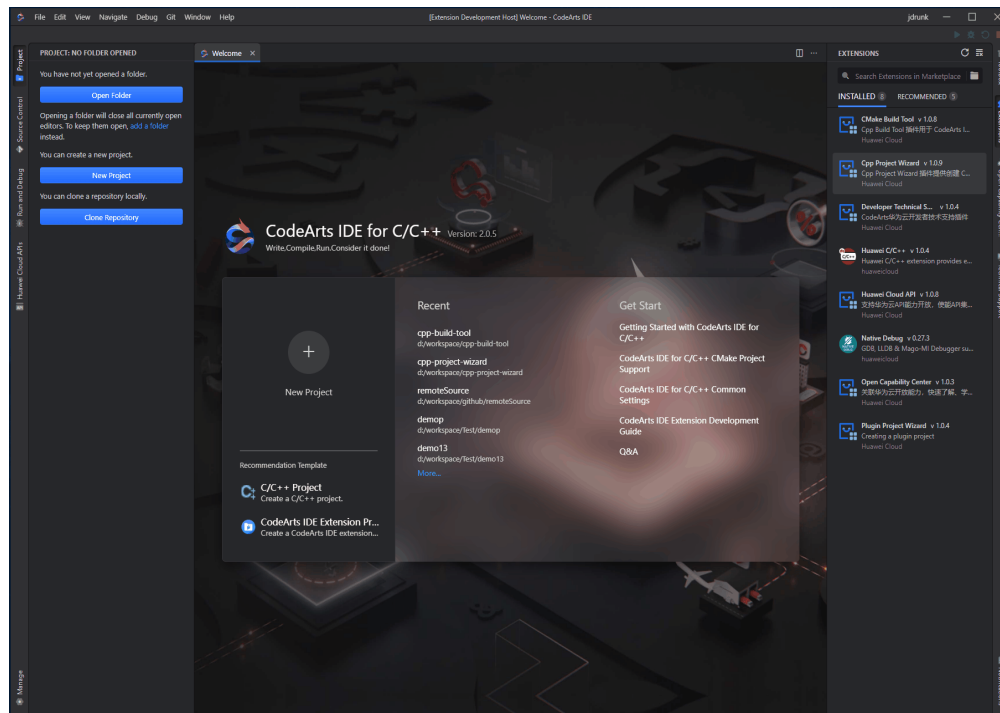 File Edit View Navigate Debug Git Window Help
[Extension Development Host] Welcome - CodeArts IDE
jdrunk
Project
Source Control
Run and Debug
Huawei Cloud APIs
Manage
PROJECT: NO FOLDER OPENED
You have not yet opened a folder.
Open Folder
Opening a folder will close all currently open
editors. To keep them open, add a folder
instead.
You can create a new project.
New Project
You can clone a repository locally.
Clone Repository
Welcome
CodeArts IDE for C/C++ Version: 2.0.5
Write.Compile.Run.Consider it done!
New Project
Recommendation Template
C/C++ Project
Create a C/C++ project.
CodeArts IDE Extension Pr...
Create a CodeArts IDE extension...
Recent
cpp-build-tool
d:/workspace/cpp-build-tool
cpp-project-wizard
d:/workspace/cpp-project-wizard
remoteSource
d:/workspace/github/remoteSource
demop
d:/workspace/Test/demop
demo13
d:/workspace/Test/demo13
More...
Get Start
Getting Started with CodeArts IDE for
C/C++
CodeArts IDE for C/C++ CMake Project
Support
CodeArts IDE for C/C++ Common
Settings
CodeArts IDE Extension Development
Guide
Q&A
EXTENSIONS
Search Extensions in Marketplace
INSTALLED 8 RECOMMENDED 5
CMake Build Tool v 1.0.8
Cpp Build Tool 插件用于 CodeArts I...
Huawei Cloud
Cpp Project Wizard v 1.0.9
Cpp Project Wizard 插件提供创建 C...
Huawei Cloud
Developer Technical S... v 1.0.4
CodeArts华为云开发者技术支持插件
Huawei Cloud
Huawei C/C++ v 1.0.4
Huawei C/C++ extension provides e...
huaweicloud
Huawei Cloud API v 1.0.8
支持华为云API能力开放，使能API集...
Huawei Cloud
Native Debug v 0.27.3
GDB, LLDB & Mago-MI Debugger su...
huaweicloud
Open Capability Center v 1.0.3
关联华为云开放能力，快速了解、学...
Huawei Cloud
Plugin Project Wizard v 1.0.4
Creating a plugin project
Huawei Cloud